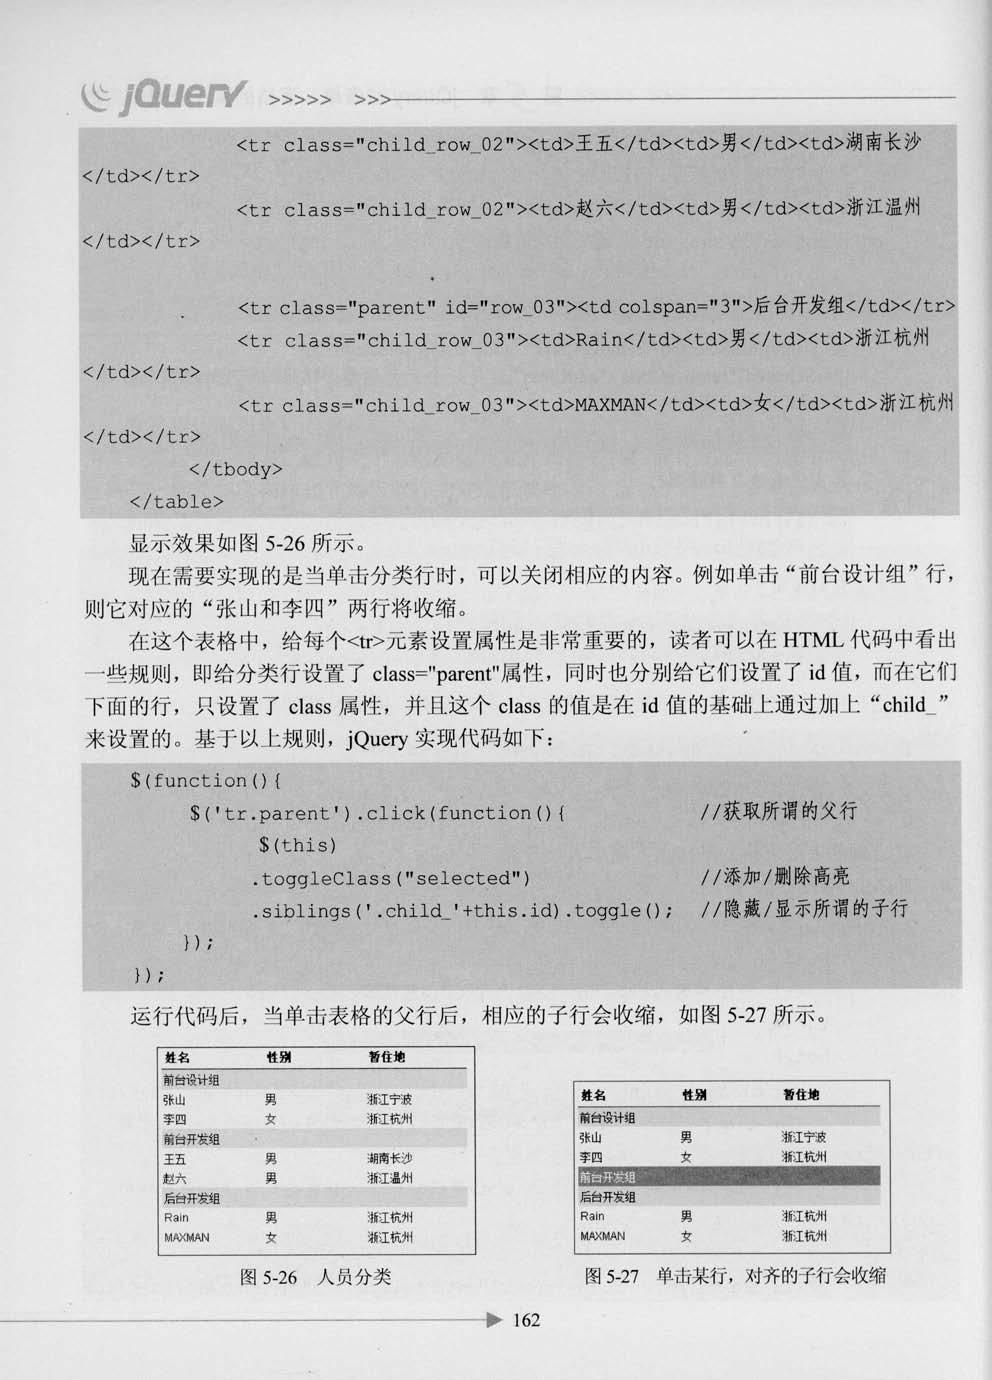 jQuery >>>>> >>>
<tr class="child_row_02"><td>王五</td><td>男</td><td>湖南长沙
</td></tr>
<tr class="child_row_02"><td>赵六</td><td>男</td><td>浙江温州
</td></tr>
<tr class="parent" id="row_03"><td colspan="3">后台开发组</td></tr>
<tr class="child_row_03"><td>Rain</td><td>男</td><td>浙江杭州
</td></tr>
<tr class="child_row_03"><td>MAXMAN</td><td>女</td><td>浙江杭州
</td></tr>
</tbody>
</table>
显示效果如图 5-26 所示。
现在需要实现的是当单击分类行时，可以关闭相应的内容。例如单击“前台设计组”行，
则它对应的“张山和李四”两行将收缩。
在这个表格中，给每个<tr>元素设置属性是非常重要的，读者可以在 HTML 代码中看出
一些规则，即给分类行设置了 class="parent"属性，同时也分别给它们设置了 id 值，而在它们
下面的行，只设置了 class 属性，并且这个 class 的值是在 id 值的基础上通过加上“child_”
来设置的。基于以上规则，jQuery 实现代码如下：
$(function(){
$('tr.parent').click(function(){ //获取所谓的父行
$(this)
.toggleClass("selected") //添加/删除高亮
.siblings('.child_'+this.id).toggle(); //隐藏/显示所谓的子行
});
});
运行代码后，当单击表格的父行后，相应的子行会收缩，如图 5-27 所示。
姓名 性别 暂住地
前台设计组
张山 男 浙江宁波
李四 女 浙江杭州
前台开发组
王五 男 湖南长沙
赵六 男 浙江温州
后台开发组
Rain 男 浙江杭州
MAXMAN 女 浙江杭州
图 5-26 人员分类
姓名 性别 暂住地
前台设计组
张山 男 浙江宁波
李四 女 浙江杭州
前台开发组
后台开发组
Rain 男 浙江杭州
MAXMAN 女 浙江杭州
图 5-27 单击某行，对齐的子行会收缩
162